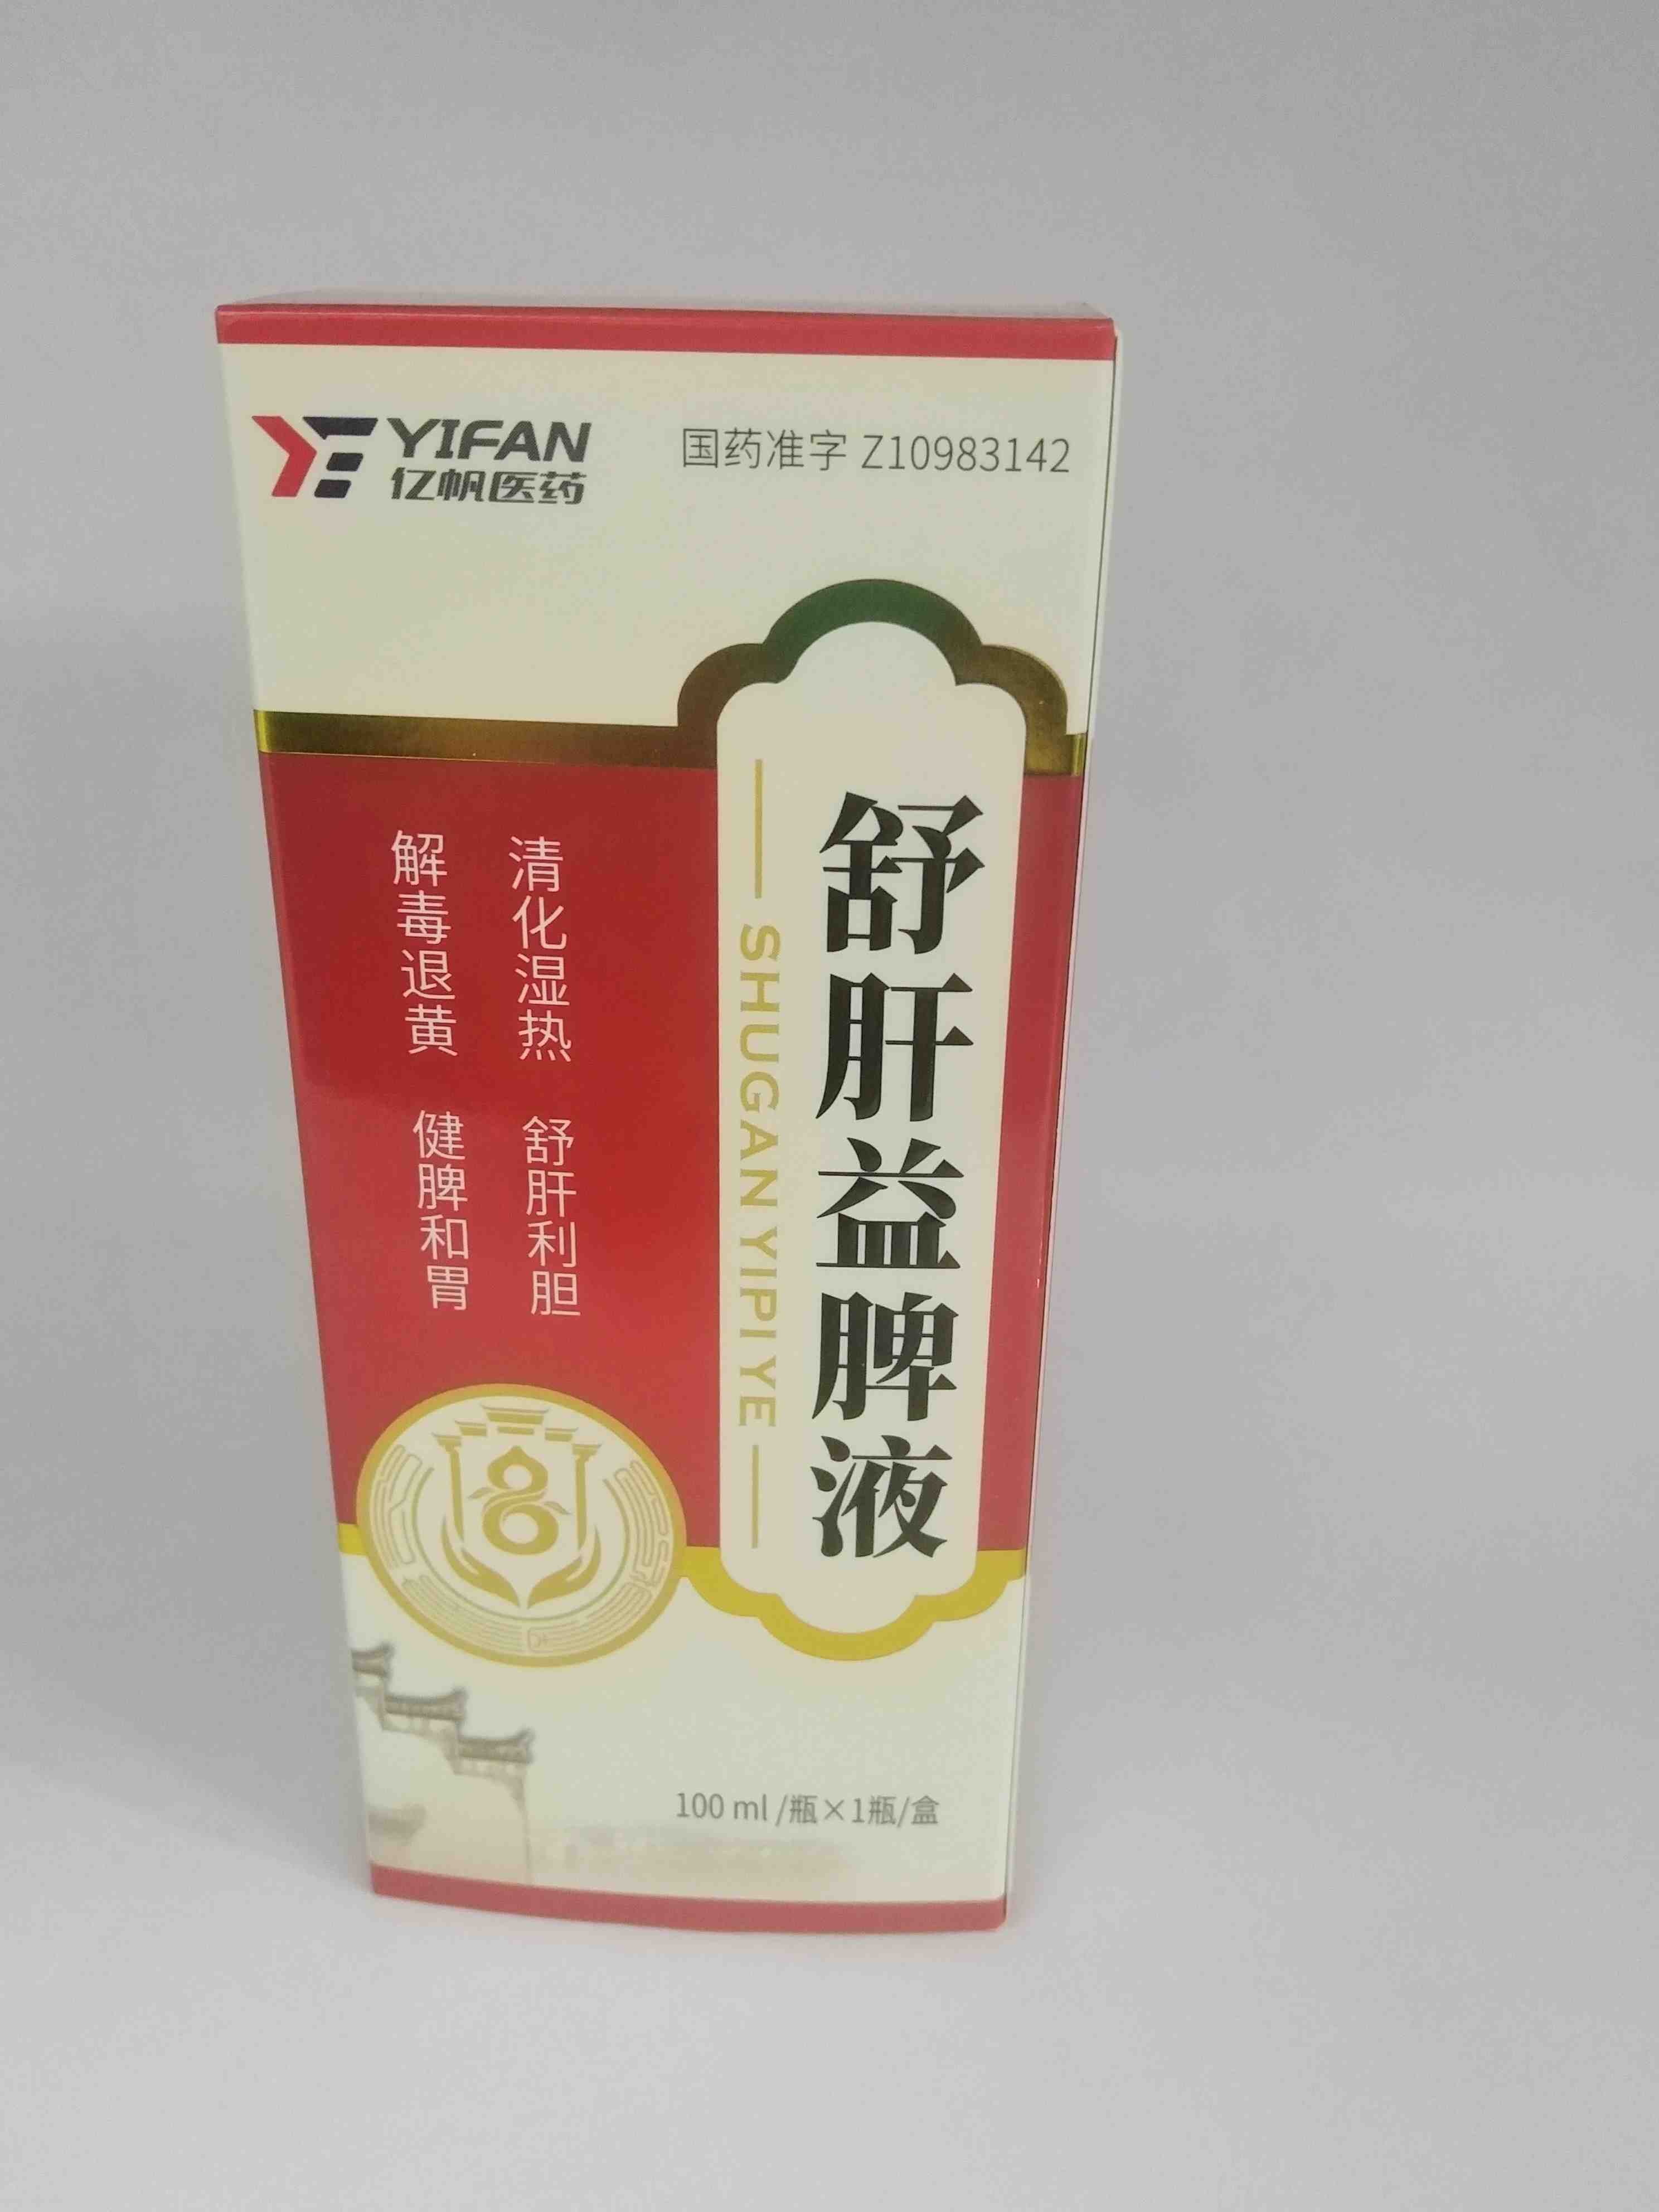 YIFAN
亿帆医药
国药准字 Z10983142
舒肝益脾液
SHUGAN YIPI YE
清化湿热 舒肝利胆
解毒退黄 健脾和胃
100 ml /瓶×1瓶/盒